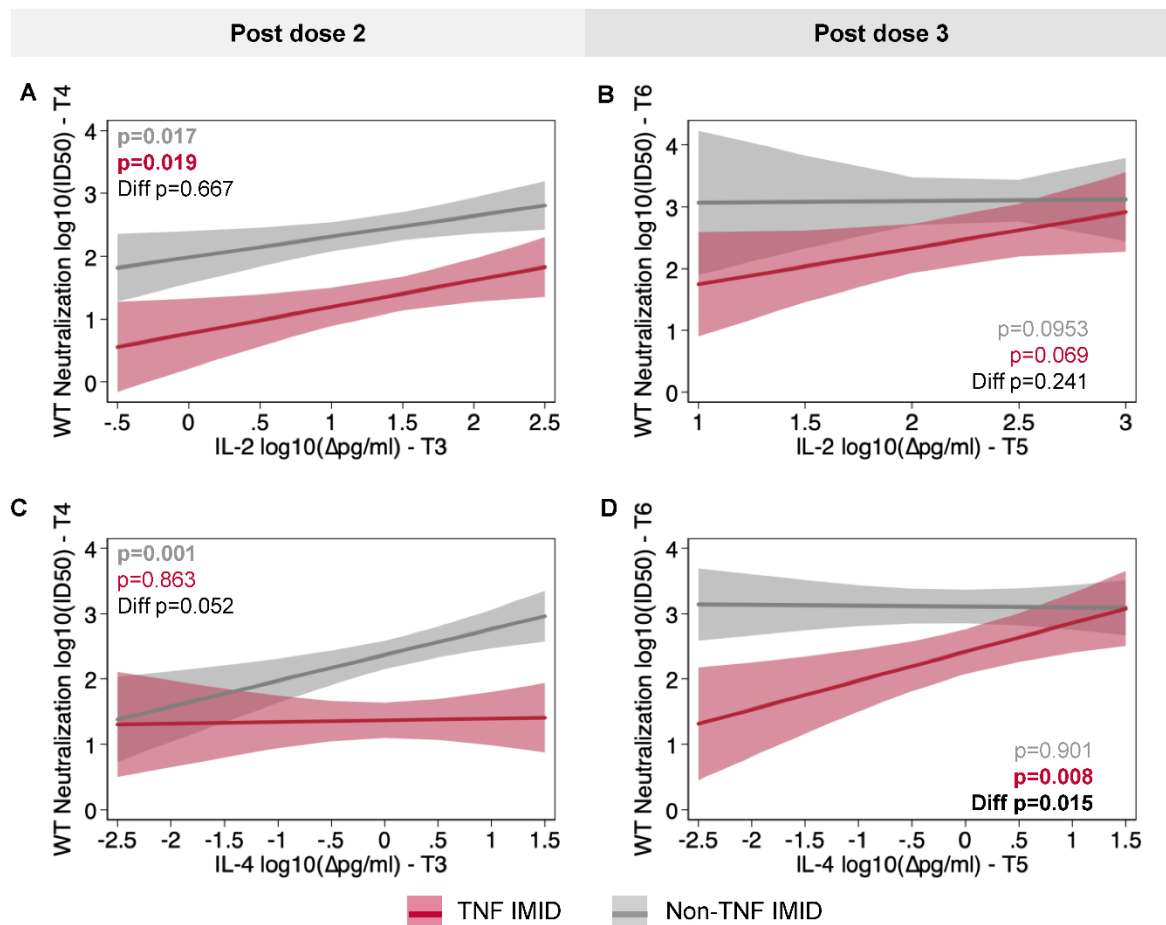 Post dose 2
Post dose 3
A
WT Neutralization log10(ID50) - T4
4
3
2
1
0
p=0.017
p=0.019
Diff p=0.667
-.5 0 .5 1 1.5 2 2.5
IL-2 log10(Δpg/ml) - T3
B
WT Neutralization log10(ID50) - T6
4
3
2
1
0
p=0.0953
p=0.069
Diff p=0.241
1 1.5 2 2.5 3
IL-2 log10(Δpg/ml) - T5
C
WT Neutralization log10(ID50) - T4
4
3
2
1
0
p=0.001
p=0.863
Diff p=0.052
-2.5 -2 -1.5 -1 -.5 0 .5 1 1.5
IL-4 log10(Δpg/ml) - T3
D
WT Neutralization log10(ID50) - T6
4
3
2
1
0
p=0.901
p=0.008
Diff p=0.015
-2.5 -2 -1.5 -1 -.5 0 .5 1 1.5
IL-4 log10(Δpg/ml) - T5
TNF IMID
Non-TNF IMID